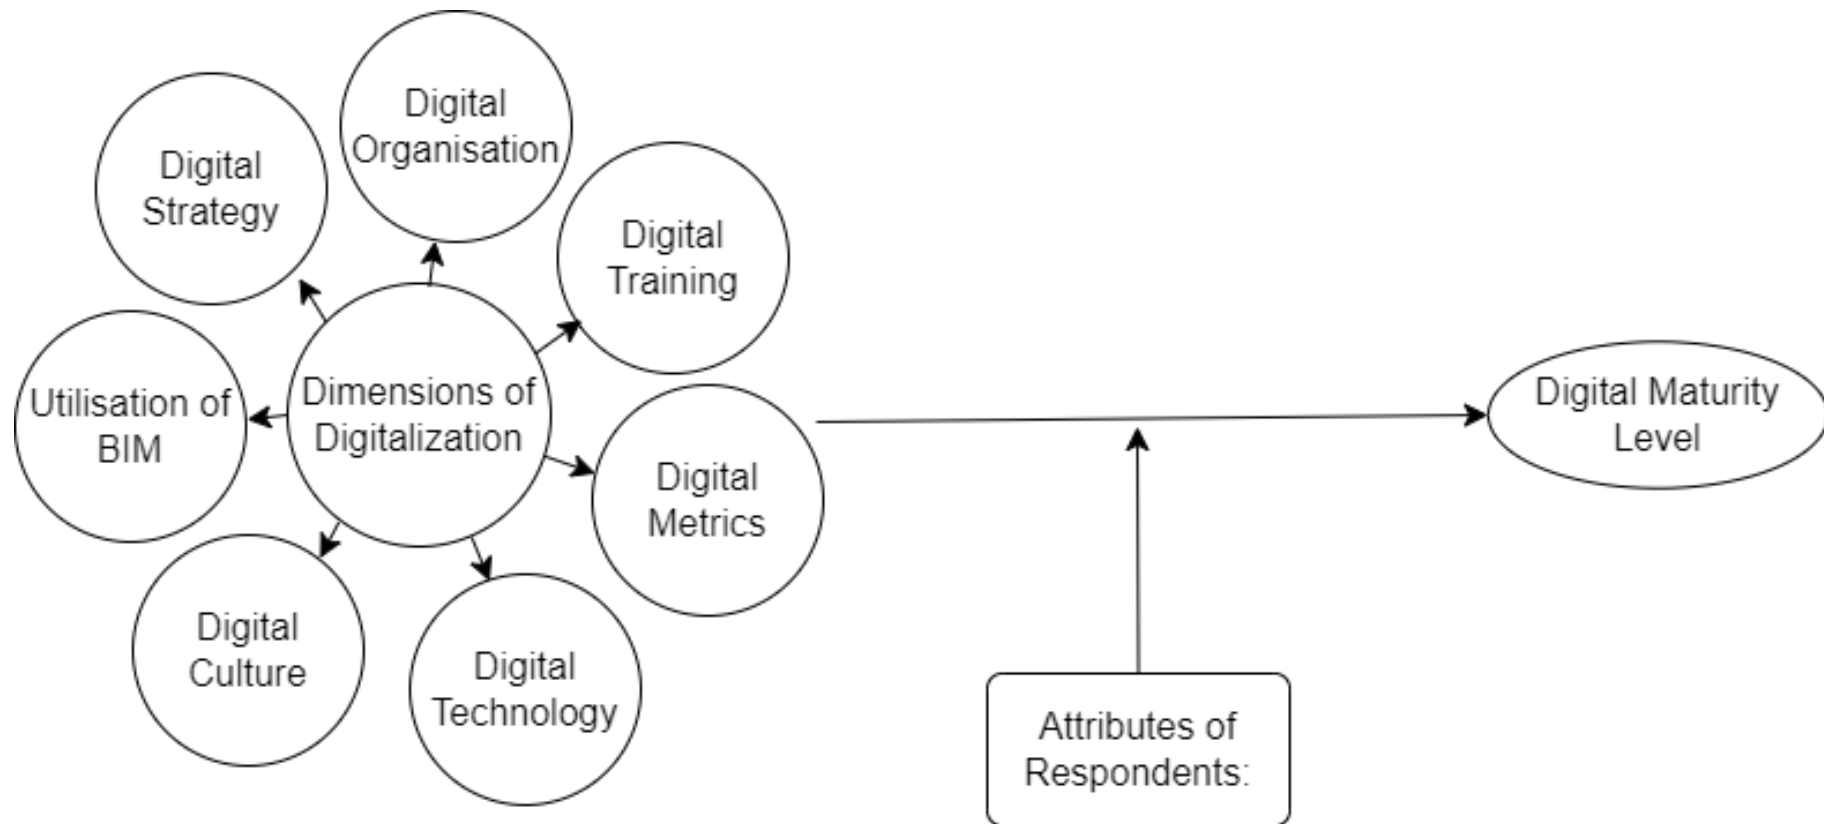 Digital
Organisation
Digital
Strategy
Digital
Training
Utilisation of
BIM
Dimensions of
Digitalization
Digital
Metrics
Digital
Culture
Digital
Technology
Digital Maturity
Level
Attributes of
Respondents: